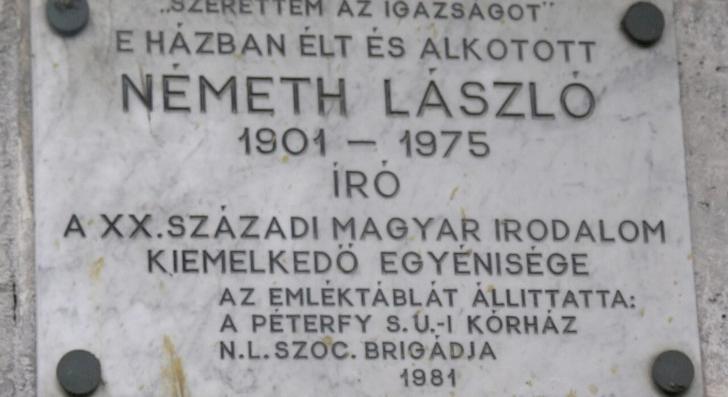 „SZERETTEM AZ IGAZSÁGOT"
E HÁZBAN ÉLT ÉS ALKOTOTT
NÉMETH LÁSZLÓ
1901 – 1975
ÍRÓ
A XX. SZÁZADI MAGYAR IRODALOM
KIEMELKEDŐ EGYÉNISÉGE
AZ EMLÉKTÁBLÁT ÁLLITTATTA:
A PÉTERFY S.U.-I KÓRHÁZ
N.L. SZOC. BRIGÁDJA
1981